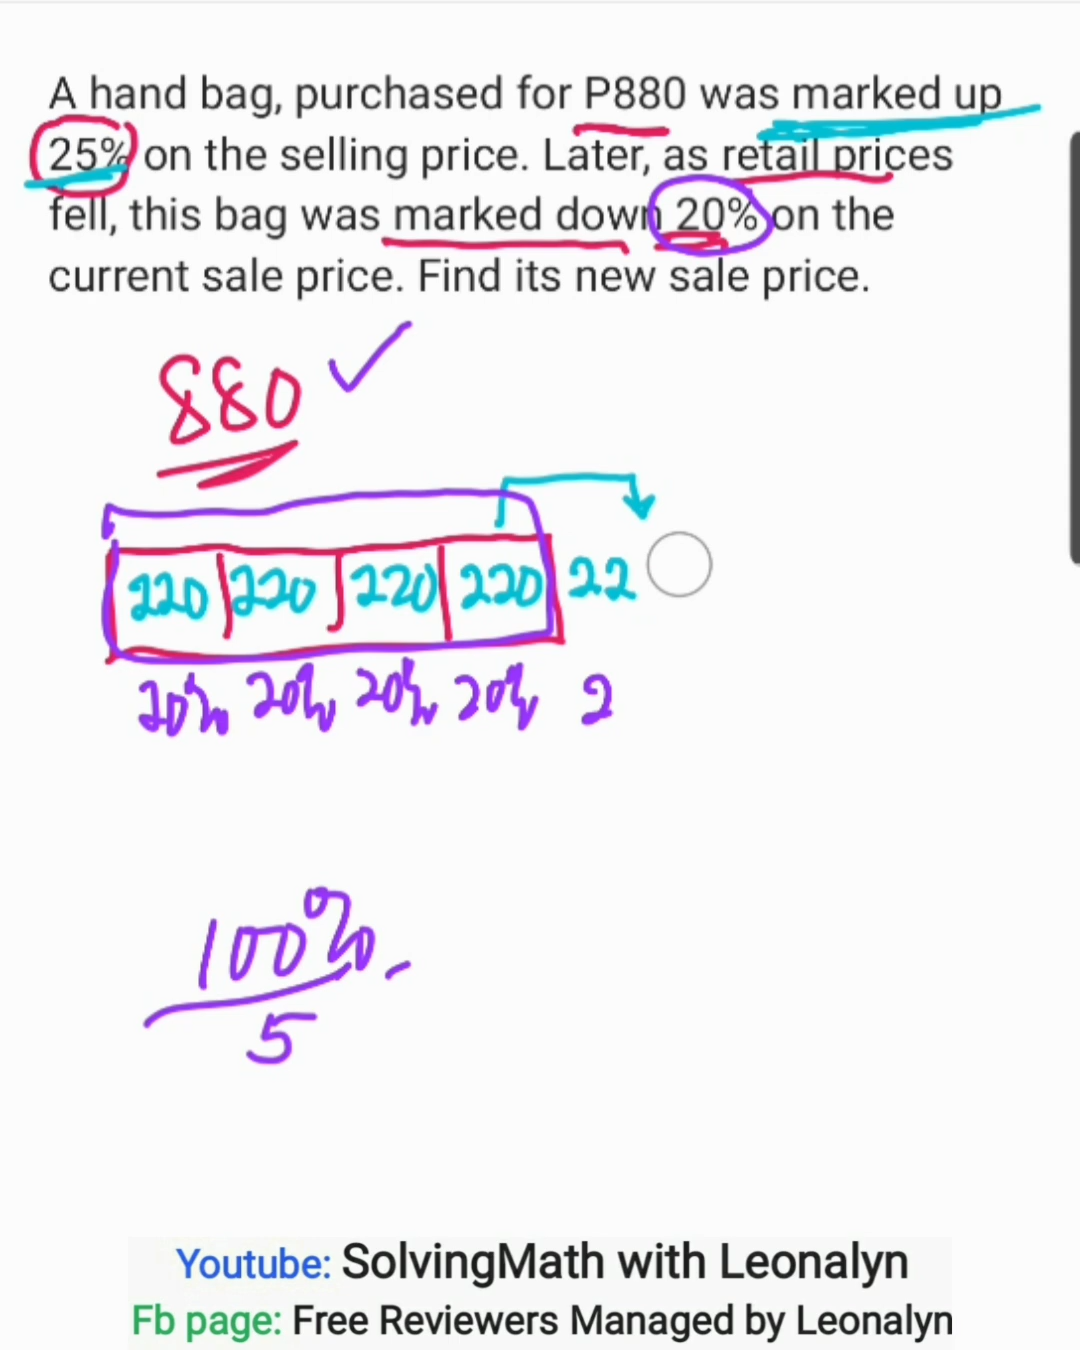 A hand bag, purchased for P880 was marked up
25% on the selling price. Later, as retail prices
fell, this bag was marked down 20% on the
current sale price. Find its new sale price.
880
220 220 220 220 22
20% 20% 20% 20% 2
100%
5
Youtube: SolvingMath with Leonalyn
Fb page: Free Reviewers Managed by Leonalyn